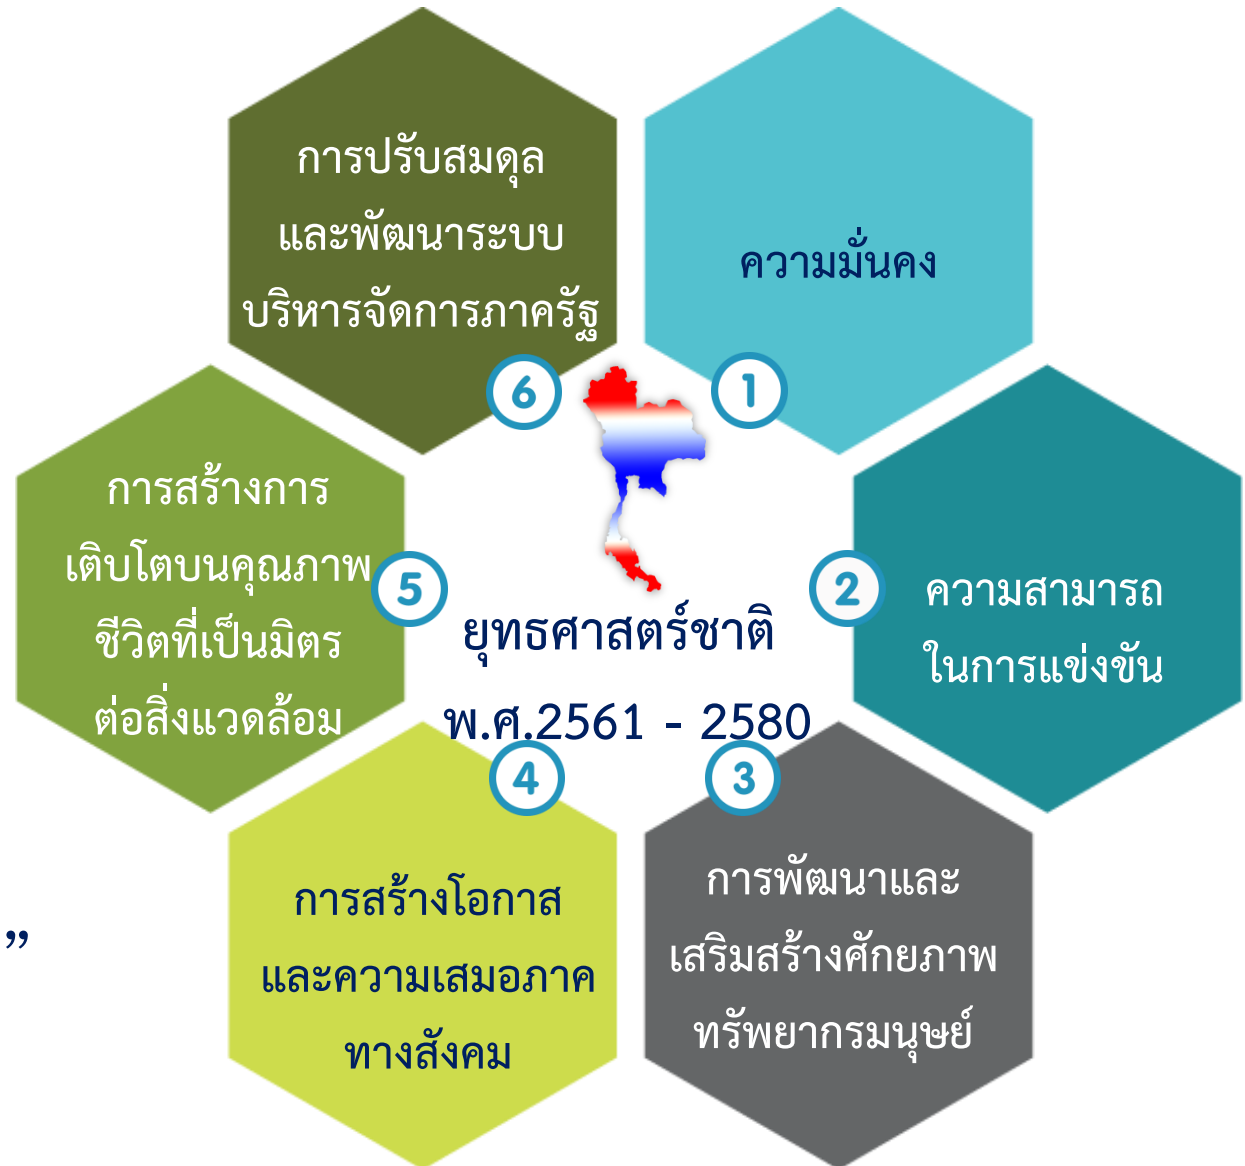 ยุทธศาสตร์ชาติ
พ.ศ.2561 - 2580
1
ความมั่นคง
2
ความสามารถ
ในการแข่งขัน
3
การพัฒนาและ
เสริมสร้างศักยภาพ
ทรัพยากรมนุษย์
4
การสร้างโอกาส
และความเสมอภาค
ทางสังคม
5
การสร้างการ
เติบโตบนคุณภาพ
ชีวิตที่เป็นมิตร
ต่อสิ่งแวดล้อม
6
การปรับสมดุล
และพัฒนาระบบ
บริหารจัดการภาครัฐ
”